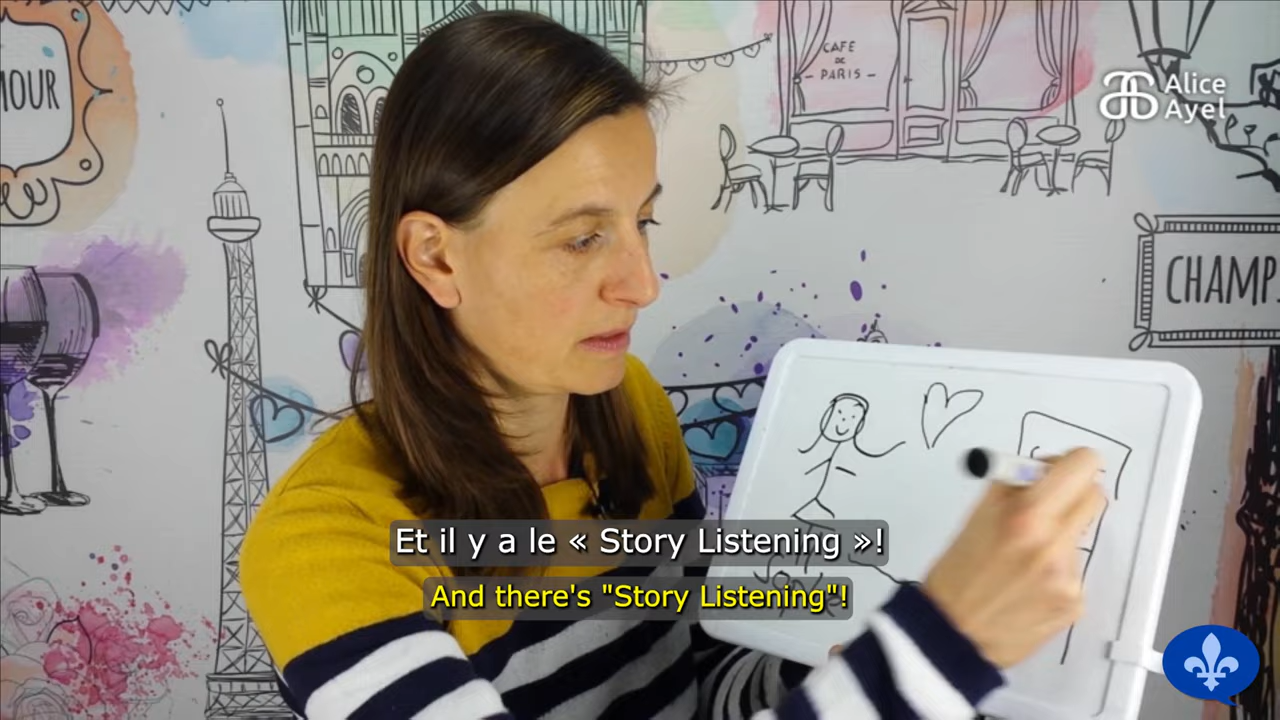 MOUR
CAFE
DE
- PARIS -
Alice
Ayel
CHAMP
Et il y a le « Story Listening »!
And there's "Story Listening"!